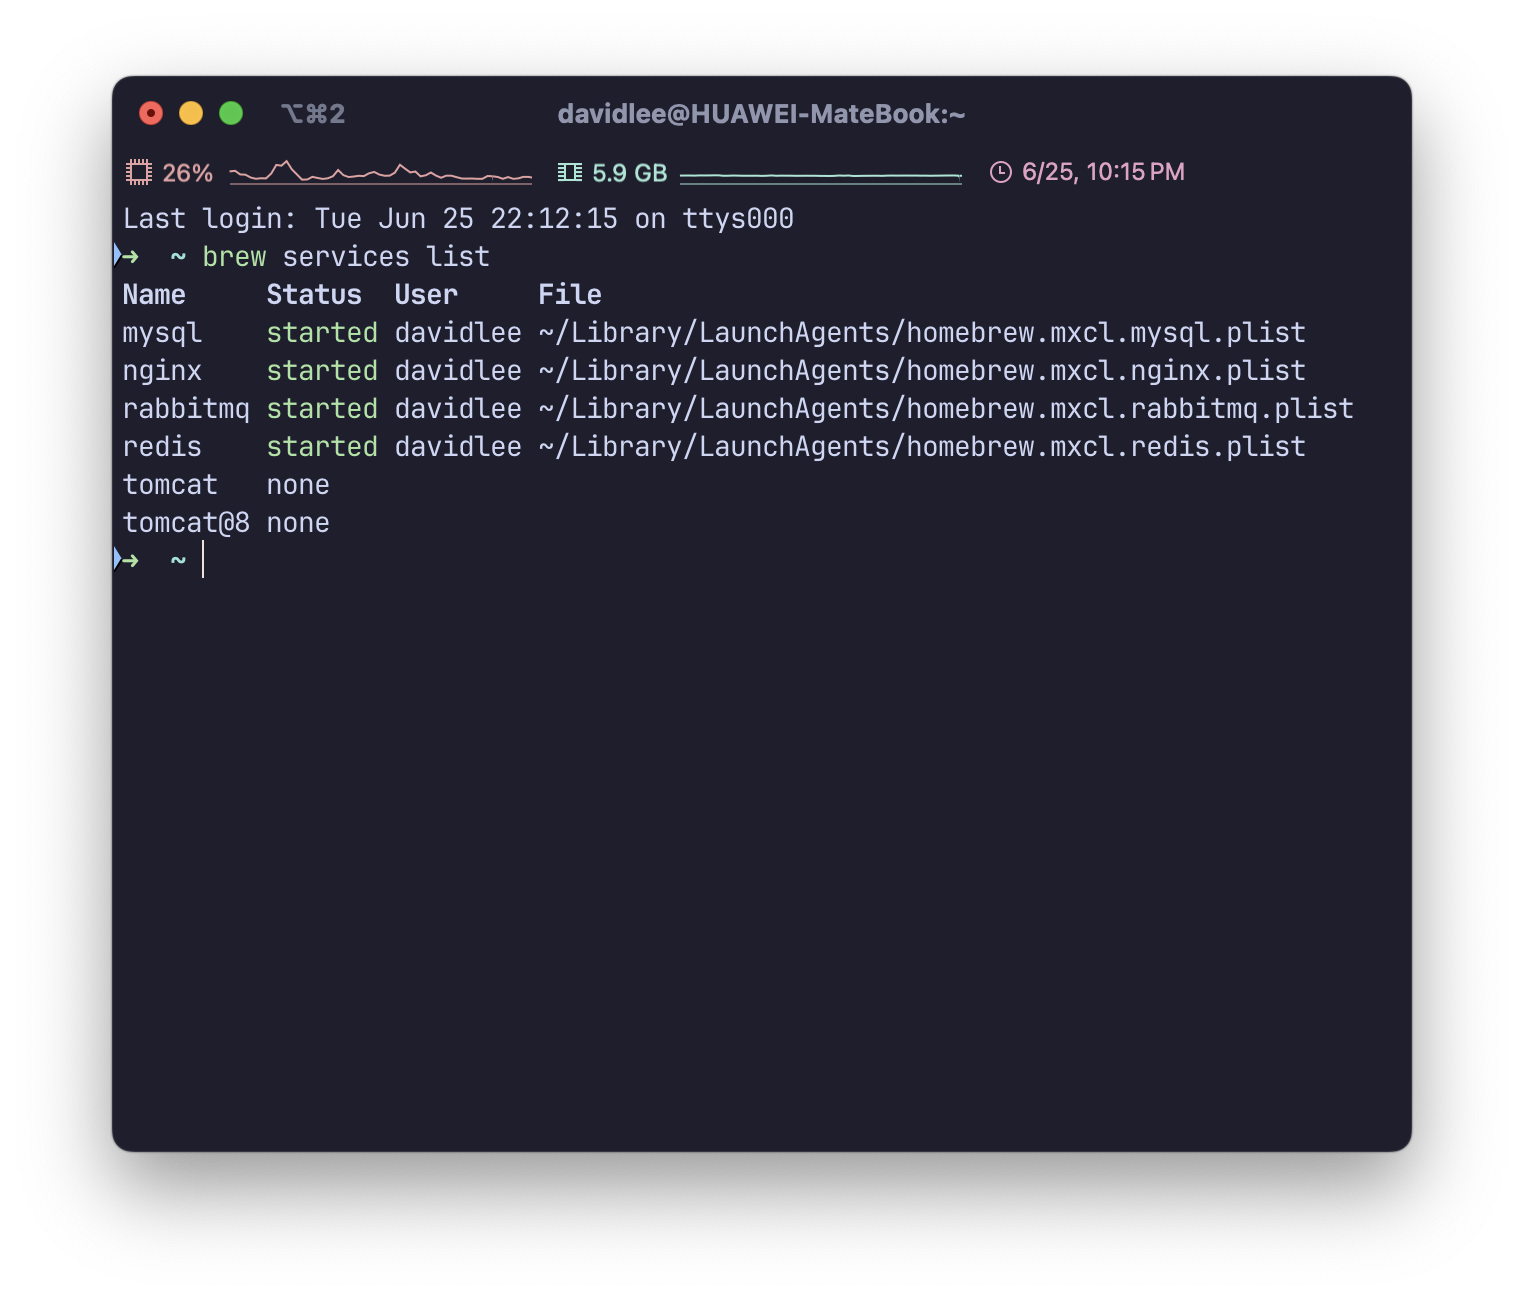 ⌥⌘2 davidlee@HUAWEI-MateBook:~
26% 5.9 GB 6/25, 10:15 PM
Last login: Tue Jun 25 22:12:15 on ttys000
➜  ~ brew services list
Name     Status  User     File
mysql    started davidlee ~/Library/LaunchAgents/homebrew.mxcl.mysql.plist
nginx    started davidlee ~/Library/LaunchAgents/homebrew.mxcl.nginx.plist
rabbitmq started davidlee ~/Library/LaunchAgents/homebrew.mxcl.rabbitmq.plist
redis    started davidlee ~/Library/LaunchAgents/homebrew.mxcl.redis.plist
tomcat   none
tomcat@8 none
➜  ~